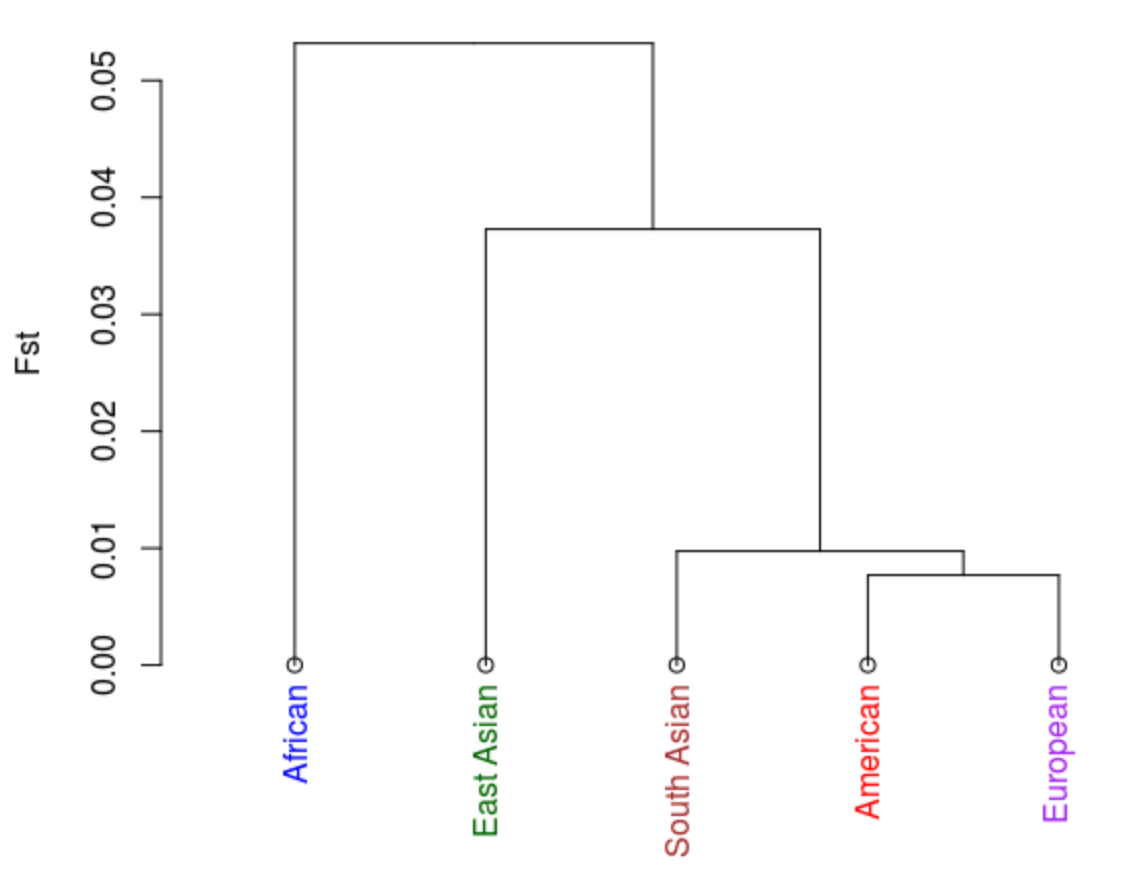 Fst
0.05
0.04
0.03
0.02
0.01
0.00
African
East Asian
South Asian
American
European